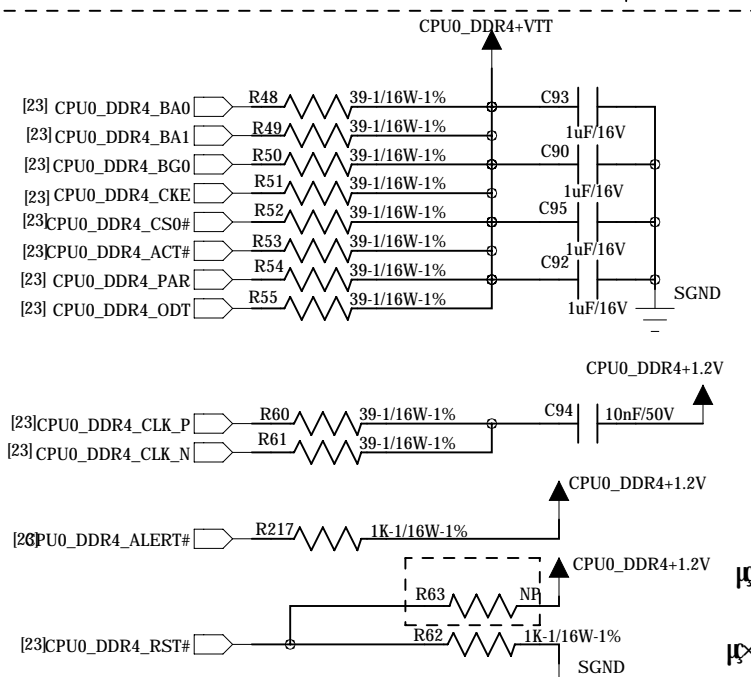 CPU0_DDR4+VTT
[23] CPU0_DDR4_BA0 R48 39-1/16W-1% C93
1uF/16V
[23] CPU0_DDR4_BA1 R49 39-1/16W-1%
[23] CPU0_DDR4_BG0 R50 39-1/16W-1% C90
1uF/16V
[23] CPU0_DDR4_CKE R51 39-1/16W-1%
[23]CPU0_DDR4_CS0# R52 39-1/16W-1% C95
1uF/16V
[23]CPU0_DDR4_ACT# R53 39-1/16W-1%
[23] CPU0_DDR4_PAR R54 39-1/16W-1% C92
1uF/16V
SGND
[23] CPU0_DDR4_ODT R55 39-1/16W-1%
CPU0_DDR4+1.2V
[23]CPU0_DDR4_CLK_P R60 39-1/16W-1% C94 10nF/50V
[23] CPU0_DDR4_CLK_N R61 39-1/16W-1%
CPU0_DDR4+1.2V
[23]CPU0_DDR4_ALERT# R217 1K-1/16W-1%
CPU0_DDR4+1.2V
R63 NP
[23]CPU0_DDR4_RST# R62 1K-1/16W-1%
SGND